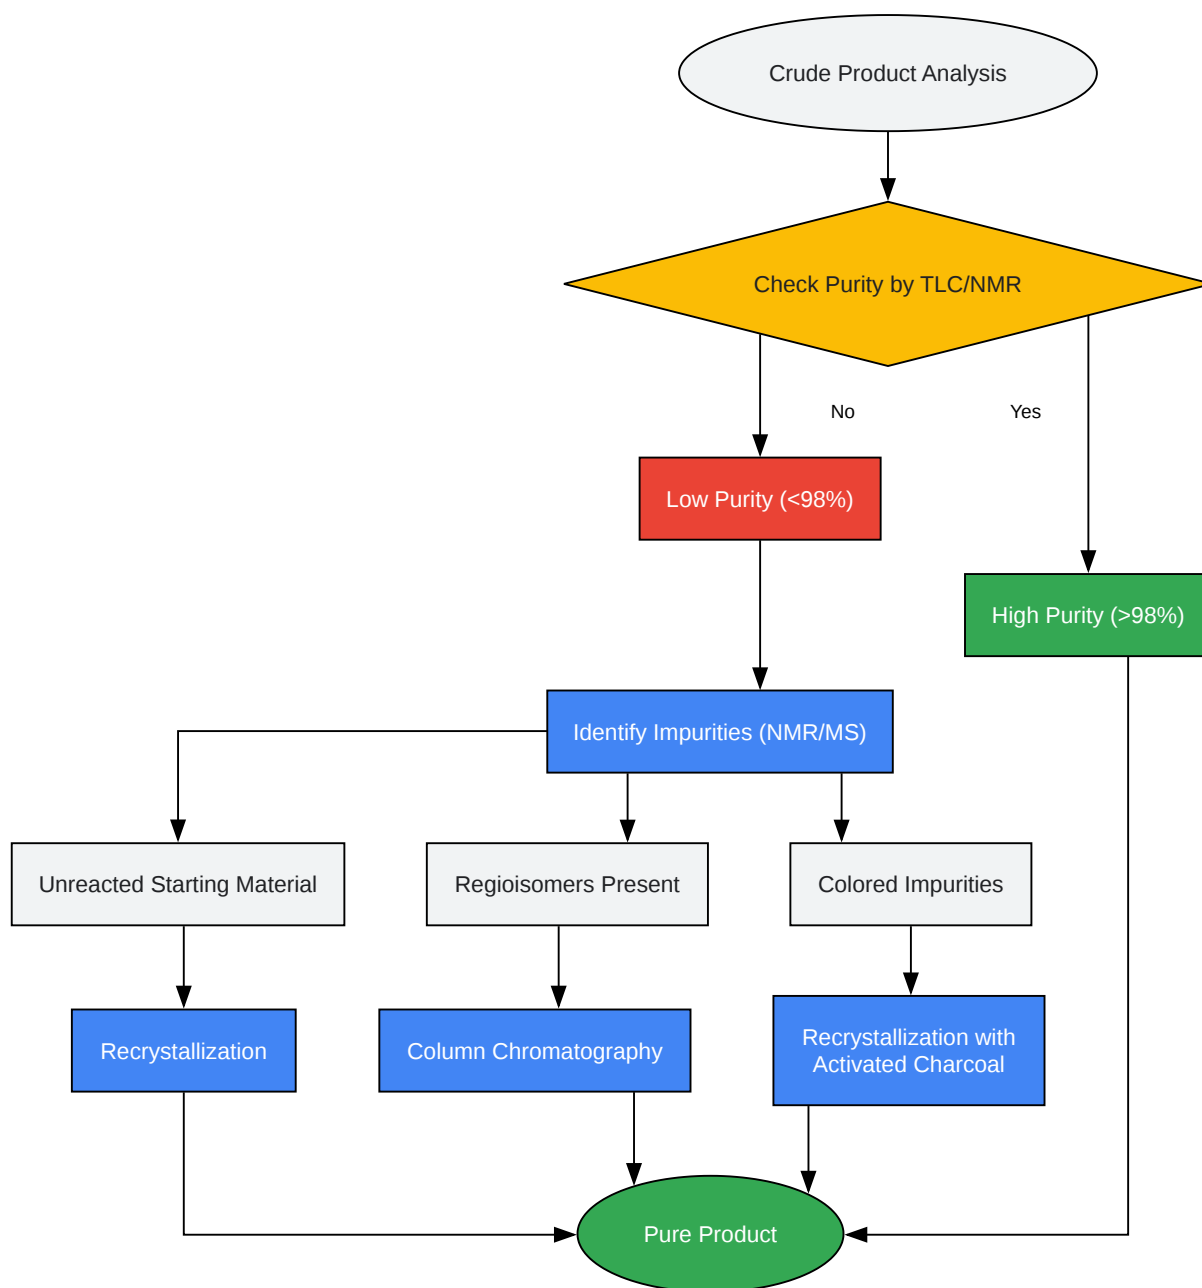 Crude Product Analysis
Check Purity by TLC/NMR
No
Yes
Low Purity (<98%)
High Purity (>98%)
Identify Impurities (NMR/MS)
Unreacted Starting Material
Regioisomers Present
Colored Impurities
Recrystallization
Column Chromatography
Recrystallization with
Activated Charcoal
Pure Product